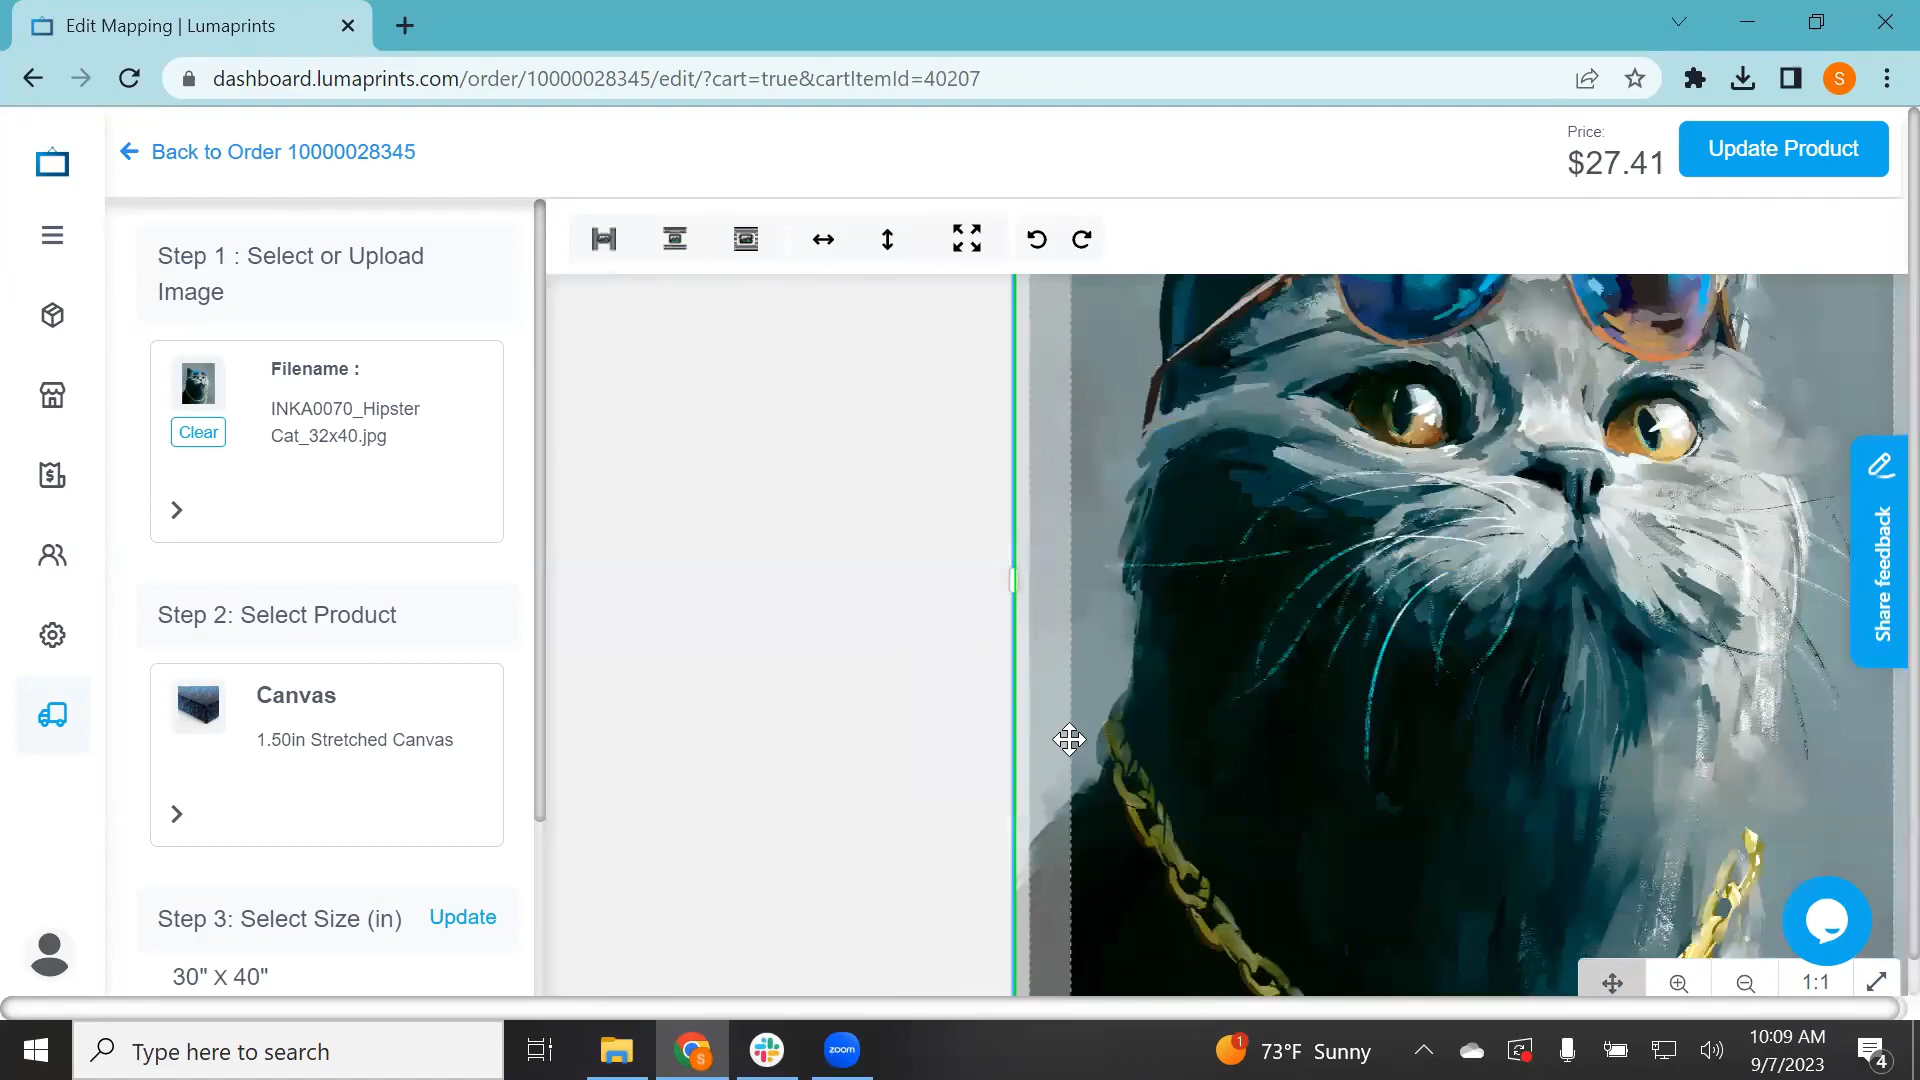 Edit Mapping | Lumaprints
dashboard.lumaprints.com/order/10000028345/edit/?cart=true&cartItemId=40207
S
Back to Order 10000028345
Price:
$27.41
Update Product
Step 1 : Select or Upload
Image
Filename :
INKA0070_Hipster
Cat_32x40.jpg
Clear
Step 2: Select Product
Canvas
1.50in Stretched Canvas
Step 3: Select Size (in)
Update
30" X 40"
Share feedback
1:1
Type here to search
S
zoom
1
73°F Sunny
10:09 AM
9/7/2023
4